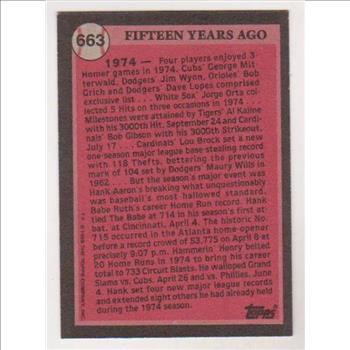 663 FIFTEEN YEARS AGO
1974 — Four players enjoyed 3-
Homer games in 1974, Cubs' George Mit-
terwald, Dodgers' Jim Wynn, Orioles' Bob
Grich and Dodgers' Dave Lopes comprised
exclusive list . . . White Sox' Jorge Orta col-
lected 5 Hits on three occasions in 1974 . . .
Milestones were attained by Tigers' Al Kaline
with his 3000th Hit, September 24 and Cardi-
nals' Bob Gibson with his 3000th Strikeout,
July 17 . . . Cardinals' Lou Brock set a new
one-season major league base-stealing record
with 118 Thefts, bettering the previous
mark of 104 set by Dodgers' Maury Wills in
1962 . . . But the season's major event was
Hank Aaron's breaking what unquestionably
was baseball's most hallowed standard,
Babe Ruth's career Home Run record. Hank
tied The Babe at 714 in his season's first at-
bat, at Cincinnati, April 4. The historic No.
715 occurred in the Atlanta home-opener
before a record crowd of 53,775 on April 8 at
precisely 9:07 p.m. Hammerin' Henry belted
20 Home Runs in 1974 to bring his career
total to 733 Circuit Blasts. He walloped Grand
Slams vs. Cubs, April 26 and vs. Phillies, June
4. Hank set four new major league records
and extended eight others he had already held
during the 1974 season.
TOPPS